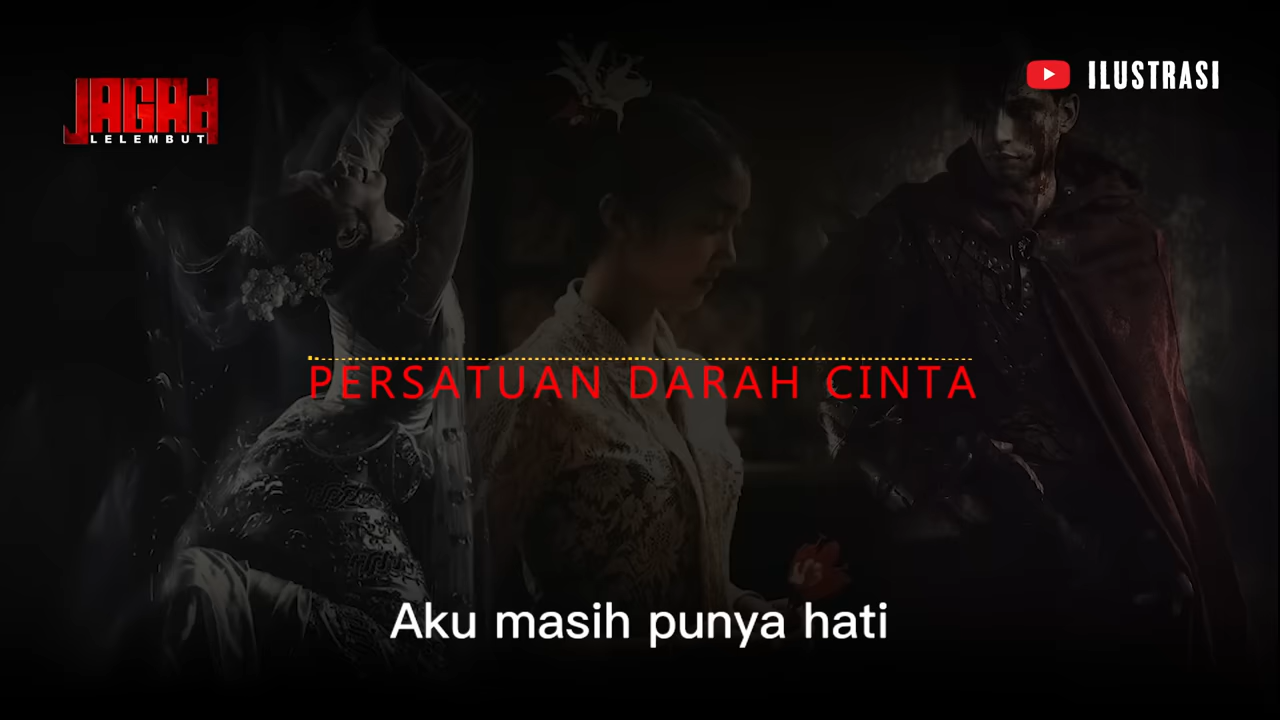 JAGAd
LELEMBUT
ILUSTRASI
PERSATUAN DARAH CINTA
Aku masih punya hati